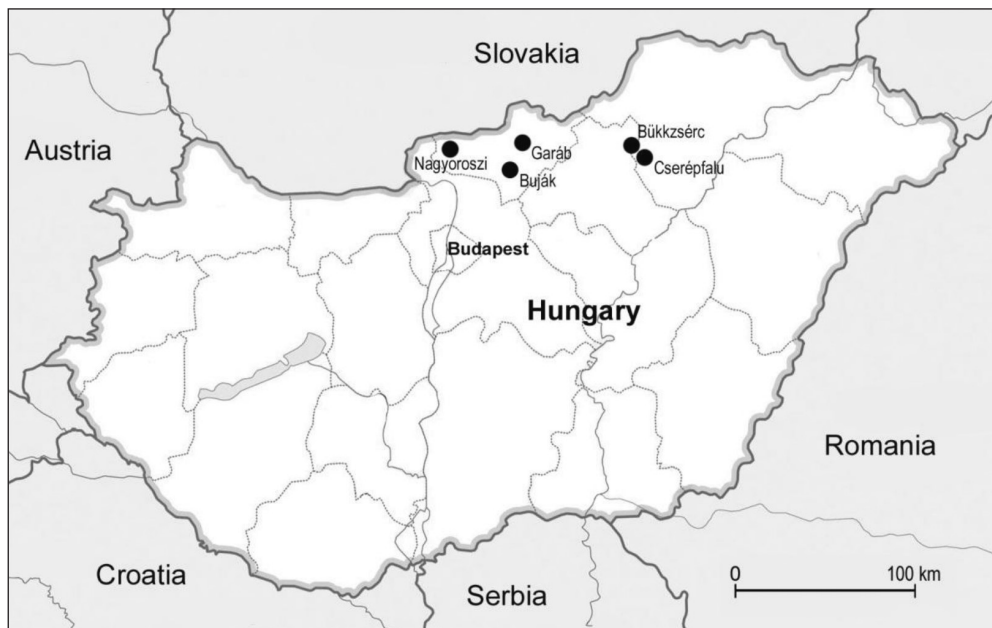 Slovakia
Austria
Bükkzsérc
Garáb
Nagyoroszi
Cserépfalu
Buják
Budapest
Hungary
Romania
Croatia
Serbia
0 100 km